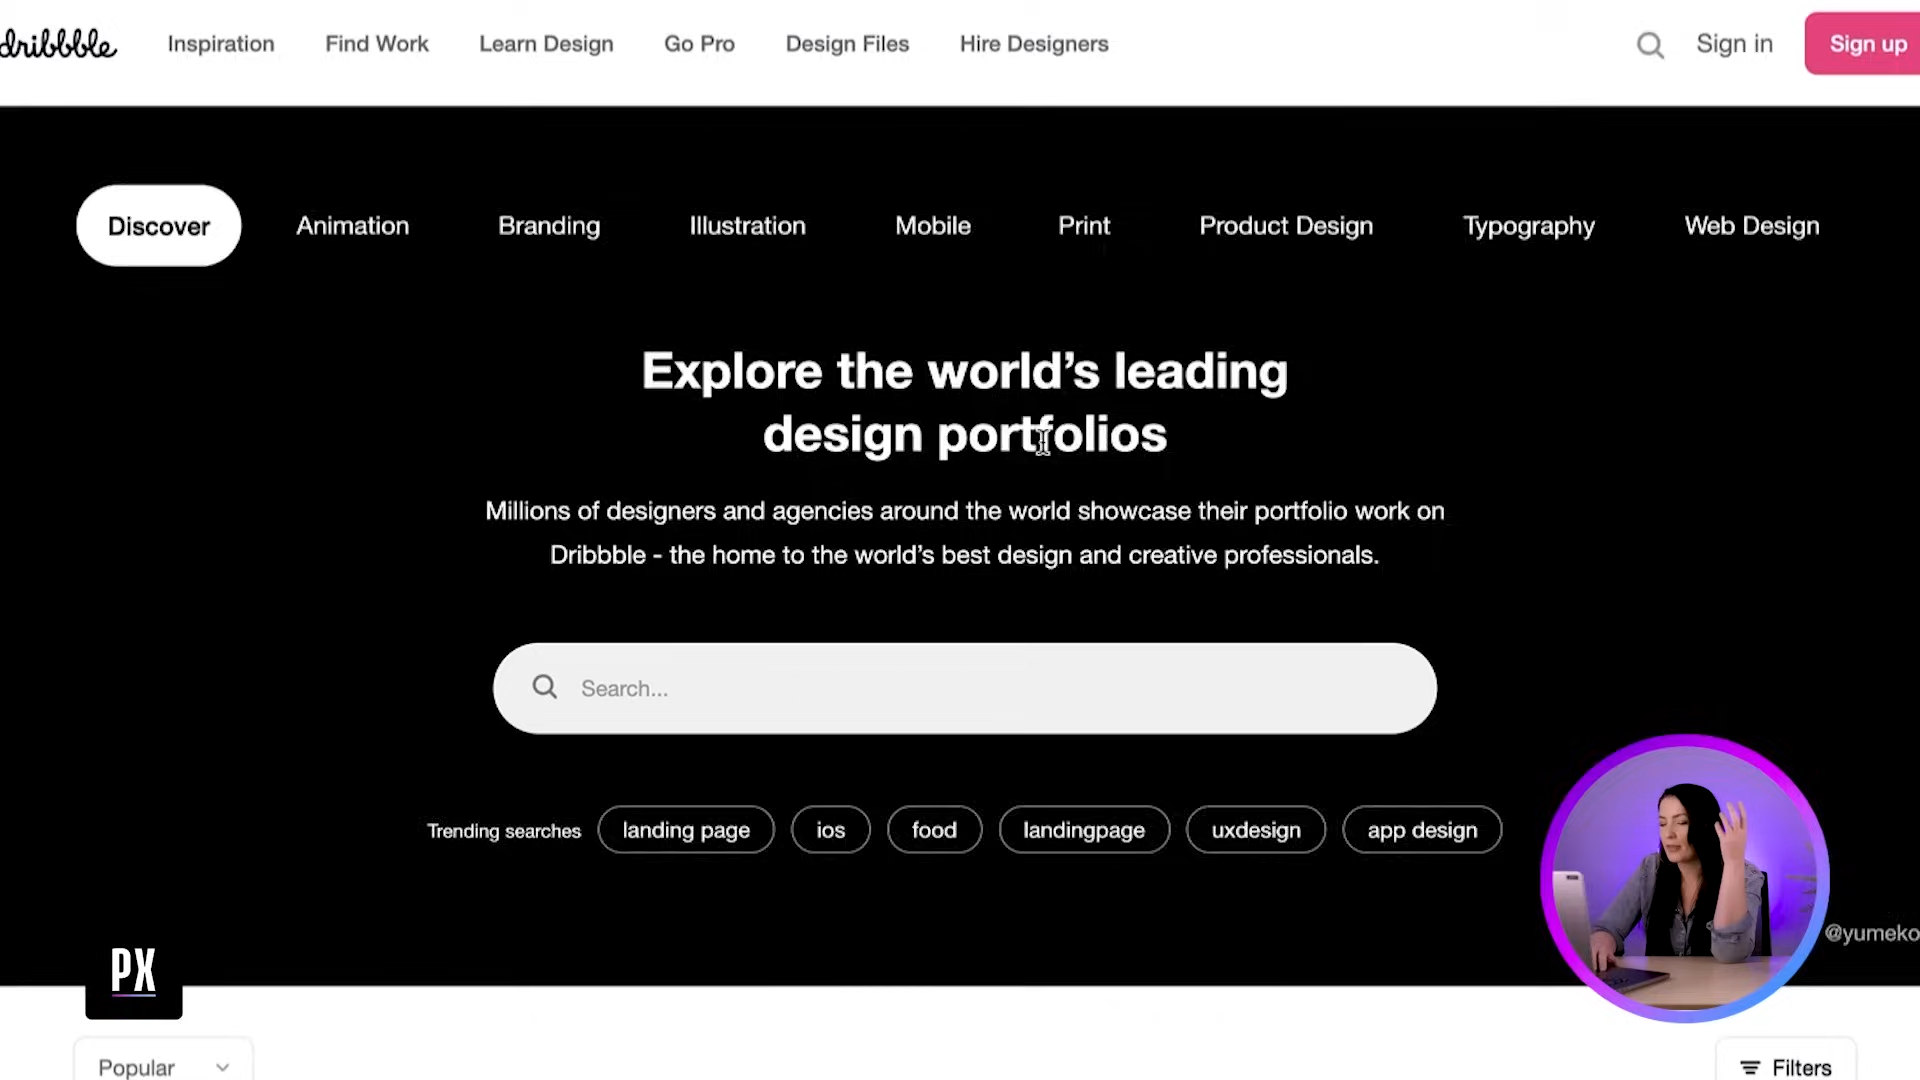 dribbble
Inspiration
Find Work
Learn Design
Go Pro
Design Files
Hire Designers
Sign in
Sign up
Discover
Animation
Branding
Illustration
Mobile
Print
Product Design
Typography
Web Design
Explore the world’s leading
design portfolios
Millions of designers and agencies around the world showcase their portfolio work on
Dribbble - the home to the world’s best design and creative professionals.
Search...
Trending searches
landing page
ios
food
landingpage
uxdesign
app design
@yumeko
PX
Popular
Filters